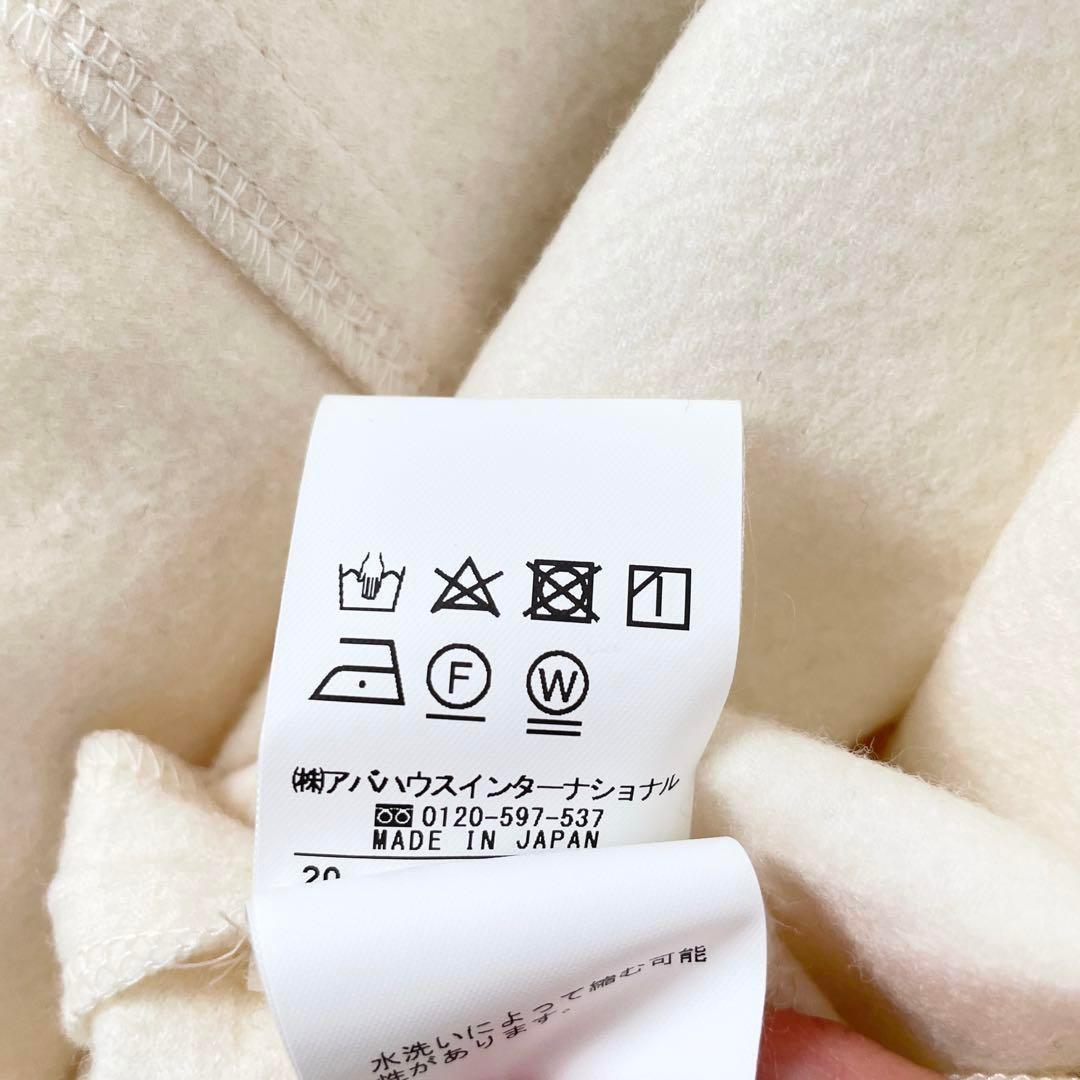 F W
㈱アバハウスインターナショナル
0120-597-537
MADE IN JAPAN
20
水洗いによって縮む可能
性があります。